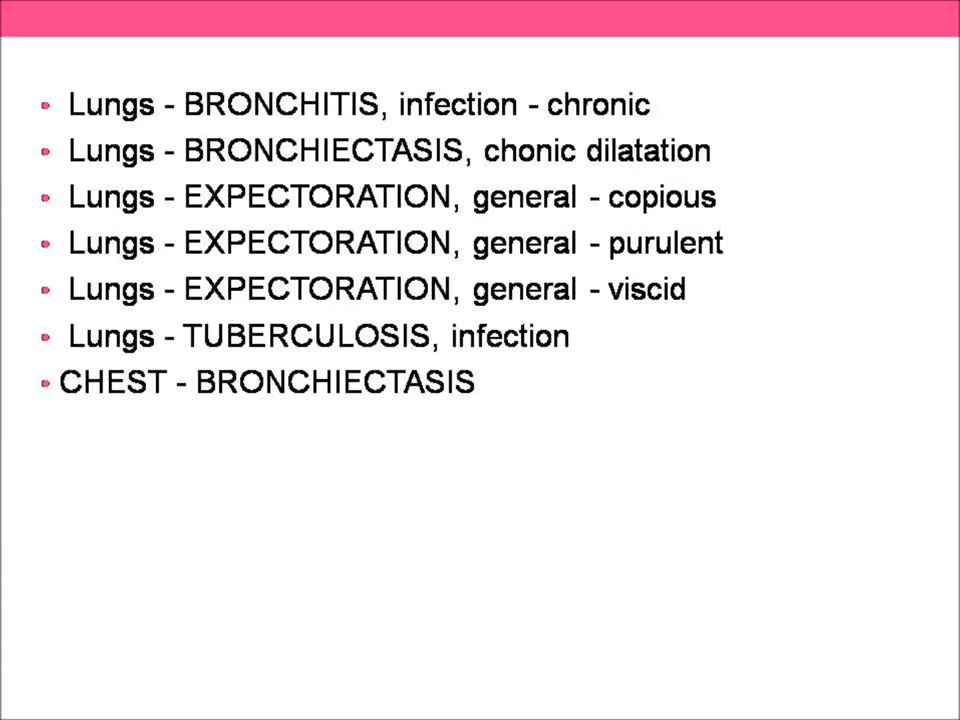 • Lungs - BRONCHITIS, infection - chronic
• Lungs - BRONCHIECTASIS, chonic dilatation
• Lungs - EXPECTORATION, general - copious
• Lungs - EXPECTORATION, general - purulent
• Lungs - EXPECTORATION, general - viscid
• Lungs - TUBERCULOSIS, infection
• CHEST - BRONCHIECTASIS